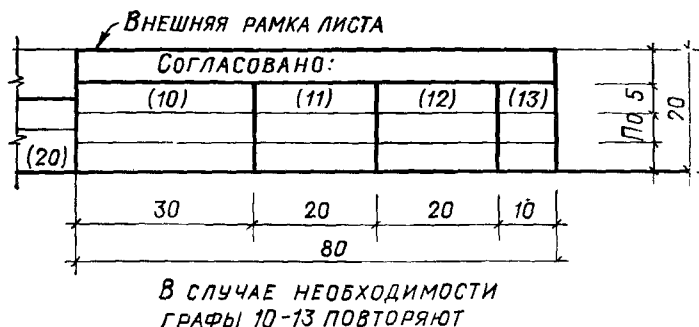 ВНЕШНЯЯ РАМКА ЛИСТА
СОГЛАСОВАНО:
(10) (11) (12) (13)
(20)
По 5
20
30 20 20 10
80
В СЛУЧАЕ НЕОБХОДИМОСТИ
ГРАФЫ 10-13 ПОВТОРЯЮТ